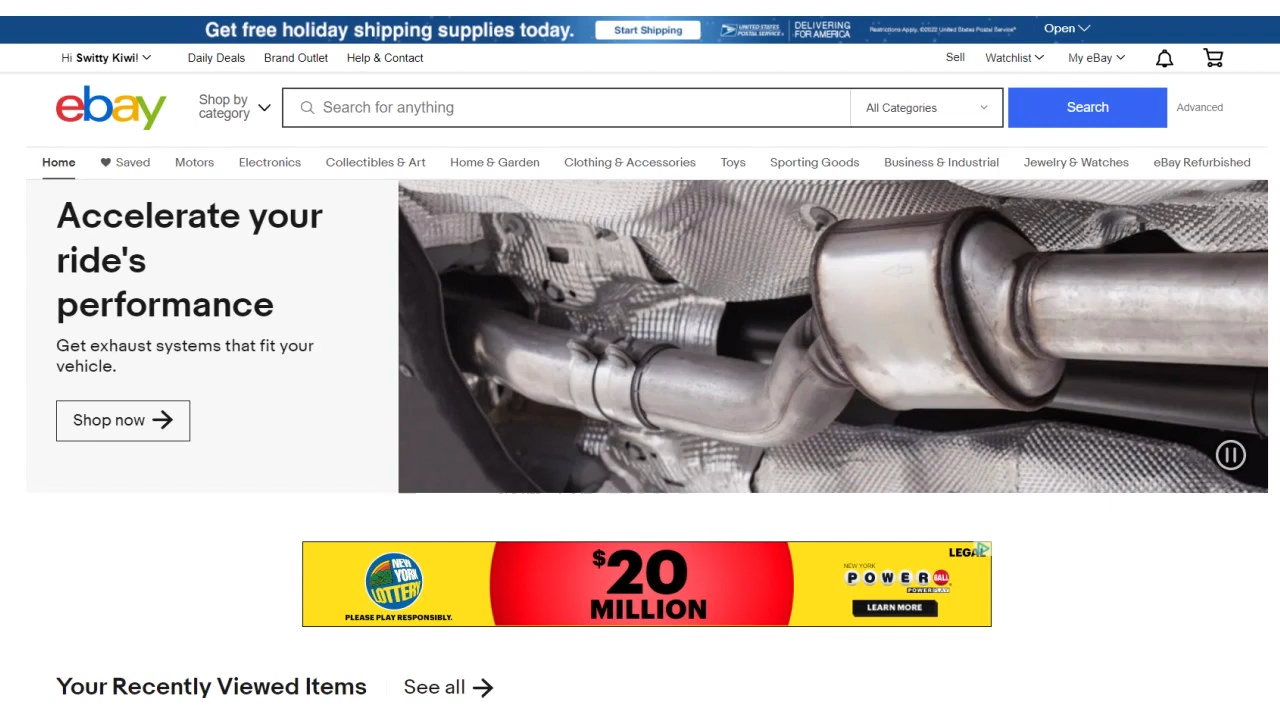 Get free holiday shipping supplies today. Start Shipping UNITED STATES POSTAL SERVICE® DELIVERING FOR AMERICA Restrictions Apply. ©2022 United States Postal Service® Open
Hi Switty Kiwi! Daily Deals Brand Outlet Help & Contact Sell Watchlist My eBay
ebay Shop by category Search for anything All Categories Search Advanced
Home Saved Motors Electronics Collectibles & Art Home & Garden Clothing & Accessories Toys Sporting Goods Business & Industrial Jewelry & Watches eBay Refurbished
Accelerate your
ride's
performance
Get exhaust systems that fit your
vehicle.
Shop now
NEW YORK LOTTERY
PLEASE PLAY RESPONSIBLY.
$20
MILLION
LEGAL
NEW YORK
POWERBALL
POWER PLAY
LEARN MORE
Your Recently Viewed Items See all